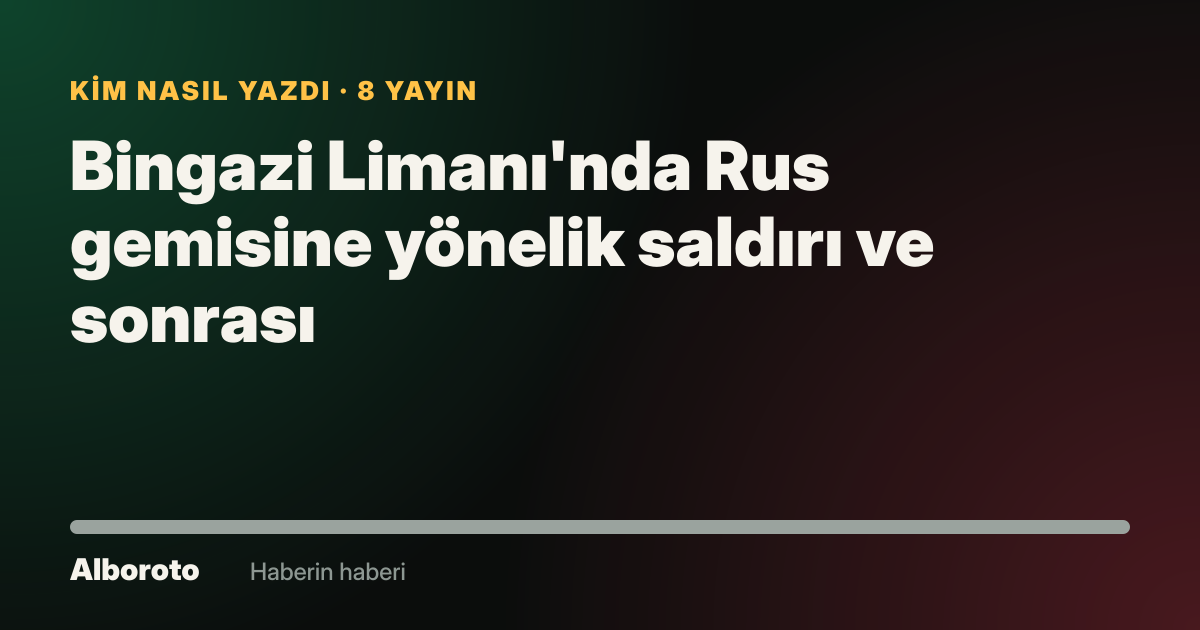 KİM NASIL YAZDI · 8 YAYIN
Bingazi Limanı'nda Rus
gemisine yönelik saldırı ve
sonrası
Alboroto
Haberin haberi